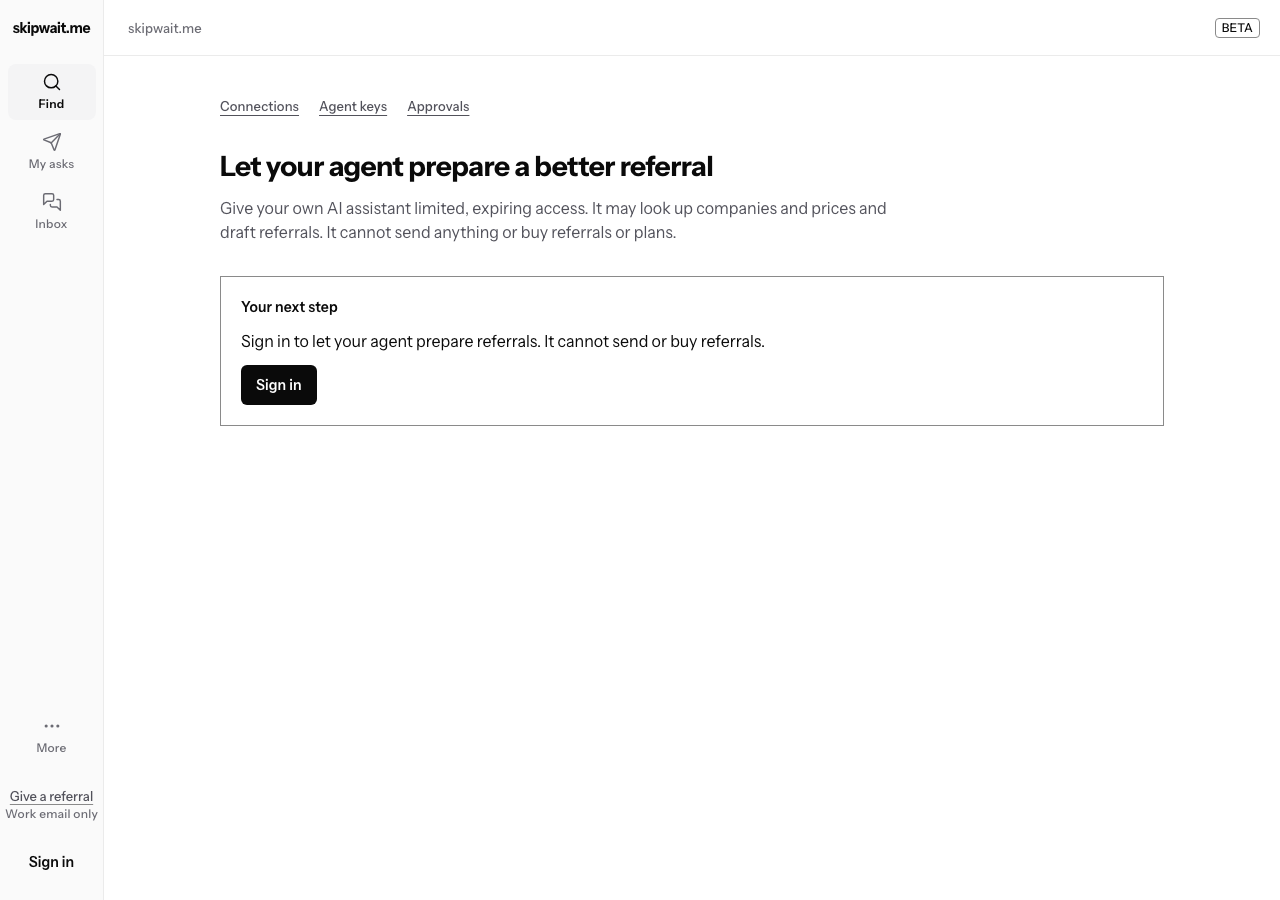 skipwait.me
Find
My asks
Inbox
More
Give a referral
Work email only
Sign in
skipwait.me
BETA
Connections Agent keys Approvals
Let your agent prepare a better referral
Give your own AI assistant limited, expiring access. It may look up companies and prices and
draft referrals. It cannot send anything or buy referrals or plans.
Your next step
Sign in to let your agent prepare referrals. It cannot send or buy referrals.
Sign in